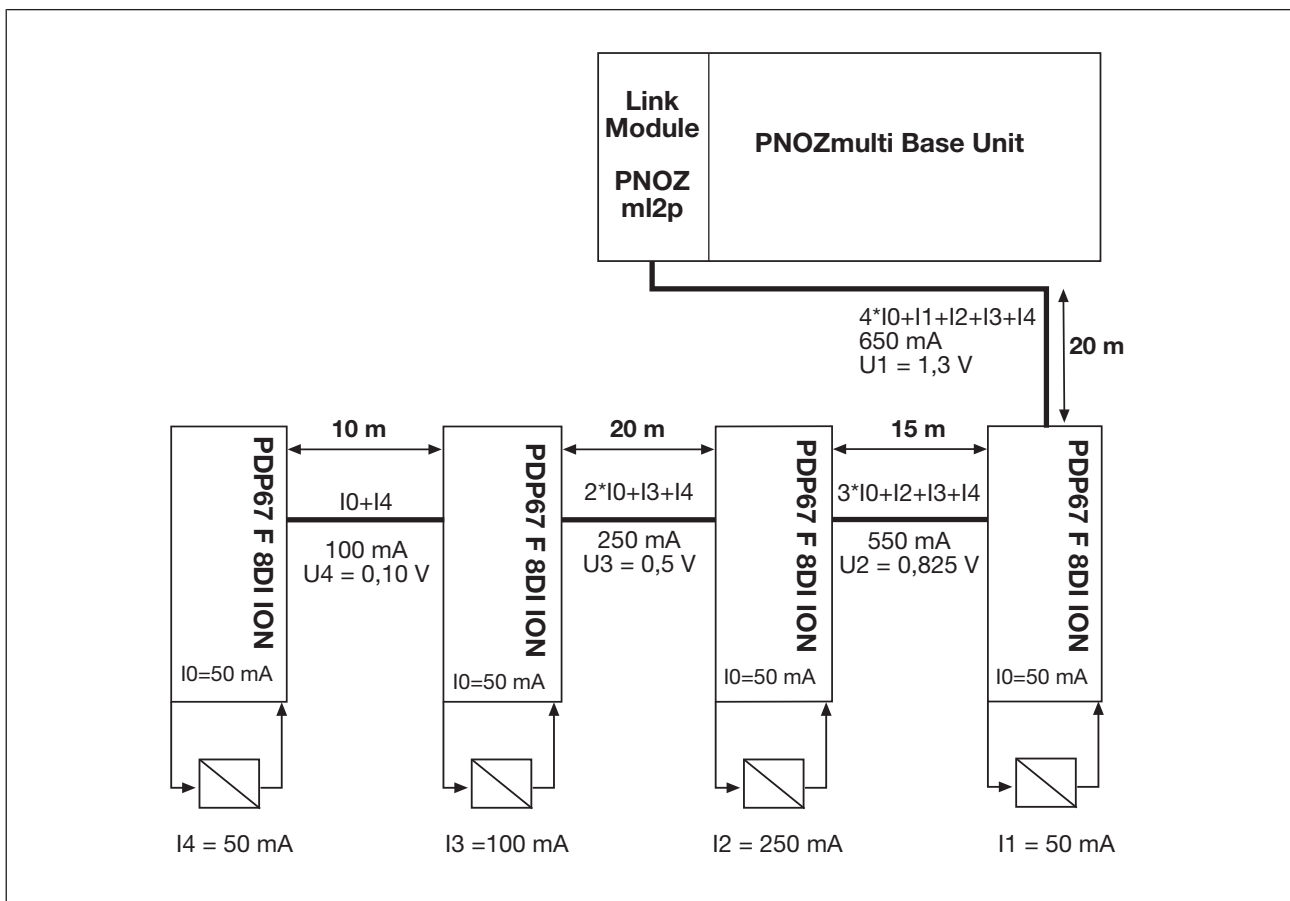 Link
Module
PNOZ
ml2p
PNOZmulti Base Unit
4*I0+I1+I2+I3+I4
650 mA
U1 = 1,3 V
20 m
10 m
20 m
15 m
PDP67 F 8DI ION
I0+I4
100 mA
U4 = 0,10 V
PDP67 F 8DI ION
2*I0+I3+I4
250 mA
U3 = 0,5 V
PDP67 F 8DI ION
3*I0+I2+I3+I4
550 mA
U2 = 0,825 V
PDP67 F 8DI ION
I0=50 mA
I0=50 mA
I0=50 mA
I0=50 mA
I4 = 50 mA
I3 =100 mA
I2 = 250 mA
I1 = 50 mA